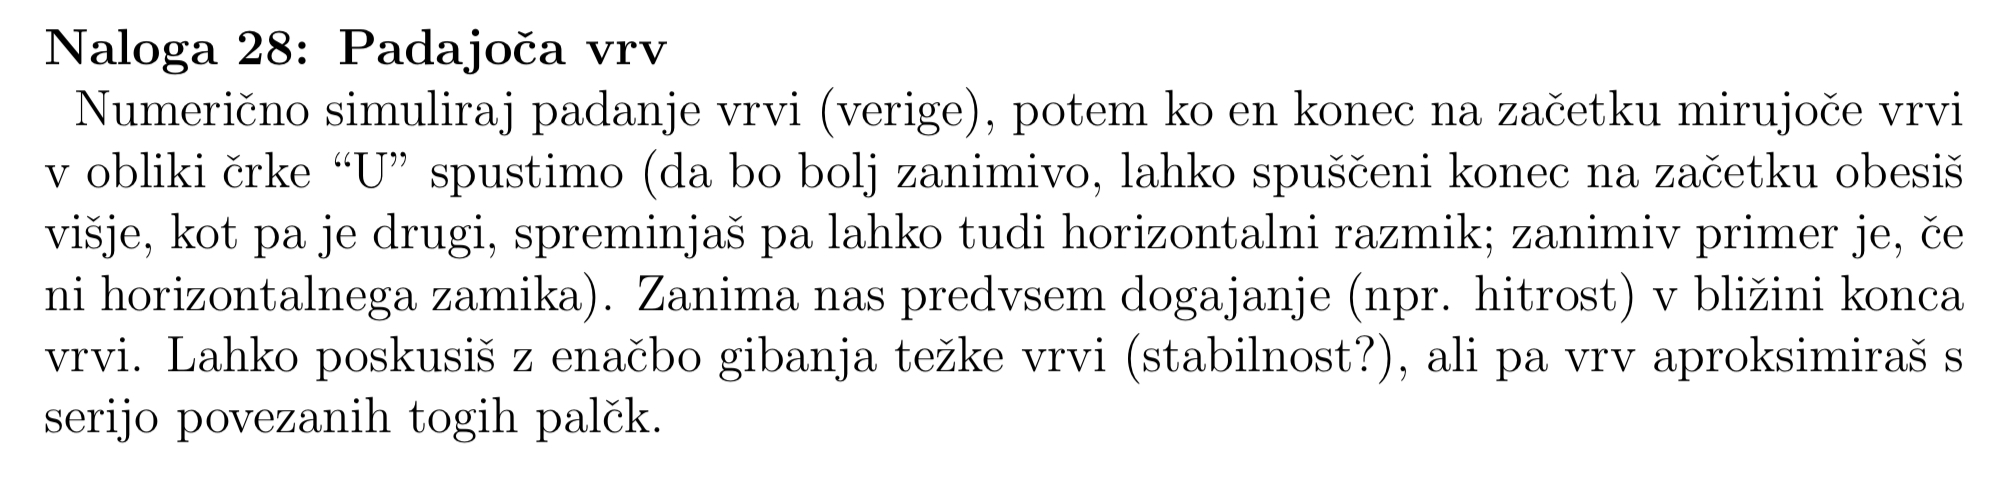 Naloga 28: Padajoča vrv
Numerično simuliraj padanje vrvi (verige), potem ko en konec na začetku mirujoče vrvi
v obliki črke “U” spustimo (da bo bolj zanimivo, lahko spuščeni konec na začetku obesiš
višje, kot pa je drugi, spreminjaš pa lahko tudi horizontalni razmik; zanimiv primer je, če
ni horizontalnega zamika). Zanima nas predvsem dogajanje (npr. hitrost) v bližini konca
vrvi. Lahko poskusiš z enačbo gibanja težke vrvi (stabilnost?), ali pa vrv aproksimiraš s
serijo povezanih togih palčk.